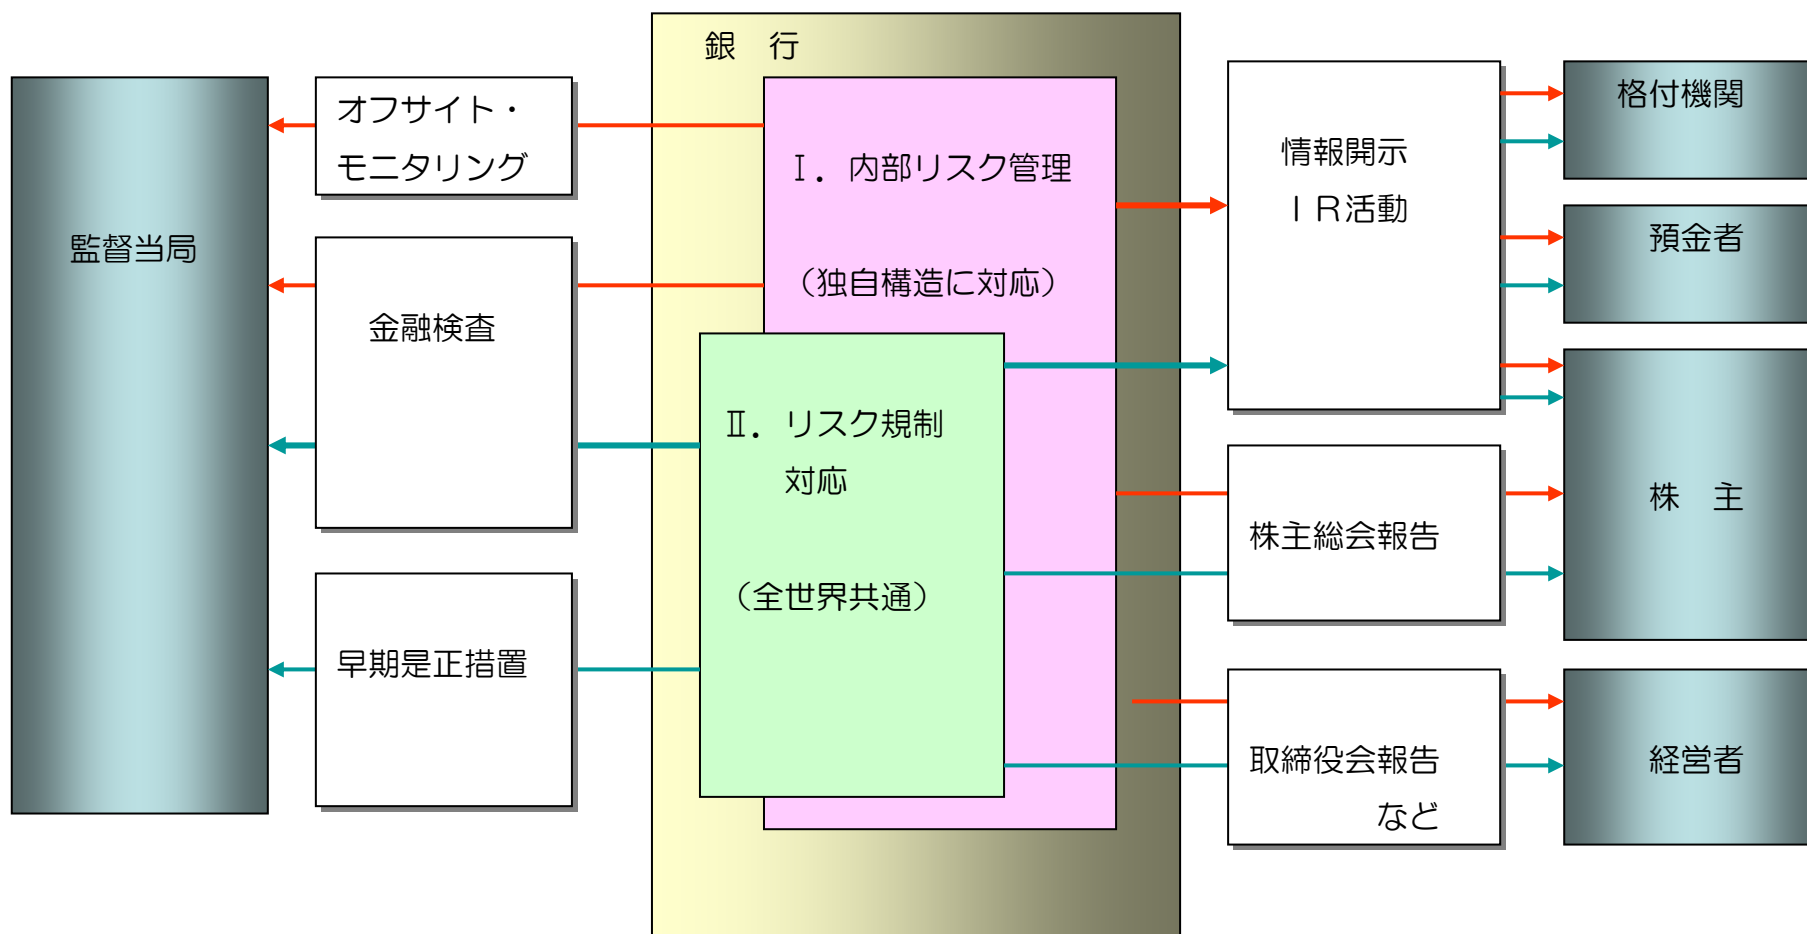 銀　行
監督当局
オフサイト・
モニタリング
金融検査
早期是正措置
Ⅰ．内部リスク管理
（独自構造に対応）
Ⅱ．リスク規制
対応
（全世界共通）
情報開示
ＩＲ活動
株主総会報告
取締役会報告
など
格付機関
預金者
株　主
経営者